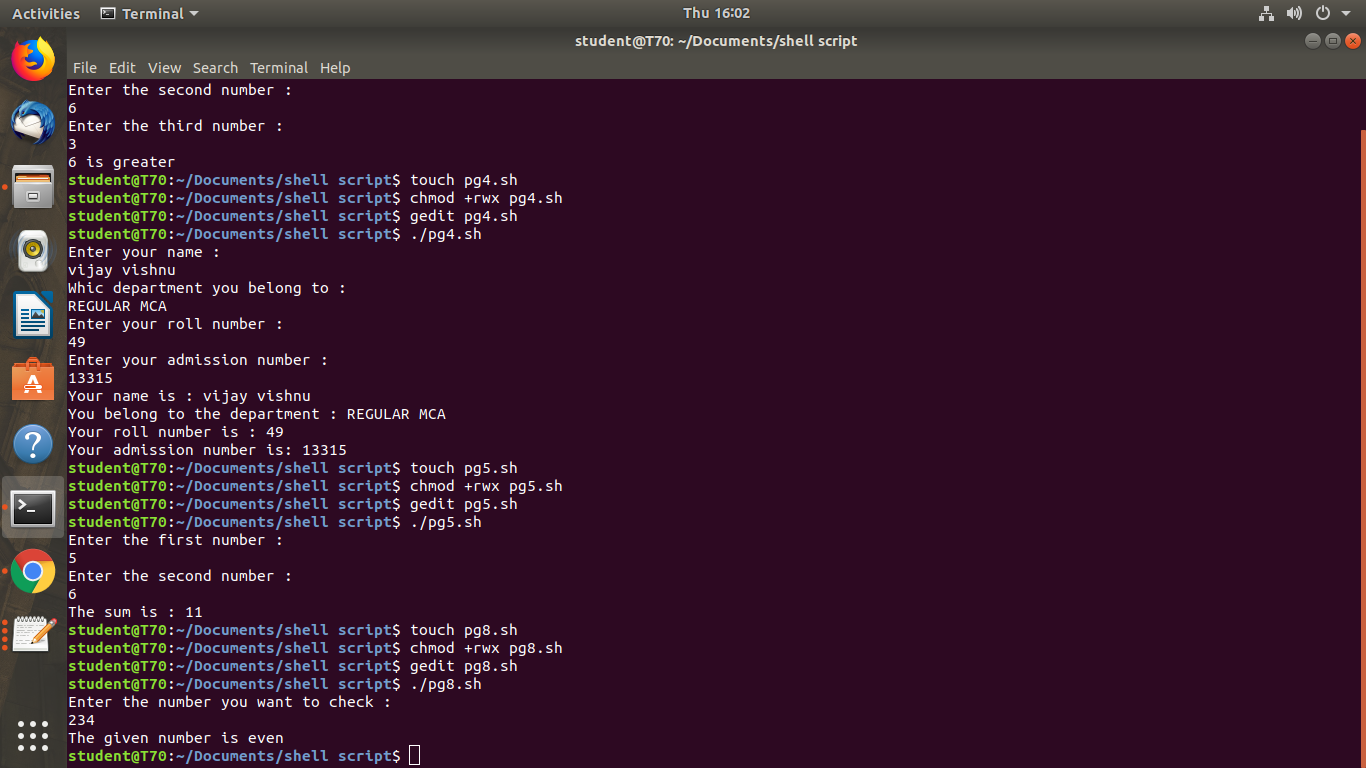 Activities Terminal Thu 16:02
student@T70: ~/Documents/shell script
File Edit View Search Terminal Help
Enter the second number :
6
Enter the third number :
3
6 is greater
student@T70:~/Documents/shell script$ touch pg4.sh
student@T70:~/Documents/shell script$ chmod +rwx pg4.sh
student@T70:~/Documents/shell script$ gedit pg4.sh
student@T70:~/Documents/shell script$ ./pg4.sh
Enter your name :
vijay vishnu
Whic department you belong to :
REGULAR MCA
Enter your roll number :
49
Enter your admission number :
13315
Your name is : vijay vishnu
You belong to the department : REGULAR MCA
Your roll number is : 49
Your admission number is: 13315
student@T70:~/Documents/shell script$ touch pg5.sh
student@T70:~/Documents/shell script$ chmod +rwx pg5.sh
student@T70:~/Documents/shell script$ gedit pg5.sh
student@T70:~/Documents/shell script$ ./pg5.sh
Enter the first number :
5
Enter the second number :
6
The sum is : 11
student@T70:~/Documents/shell script$ touch pg8.sh
student@T70:~/Documents/shell script$ chmod +rwx pg8.sh
student@T70:~/Documents/shell script$ gedit pg8.sh
student@T70:~/Documents/shell script$ ./pg8.sh
Enter the number you want to check :
234
The given number is even
student@T70:~/Documents/shell script$